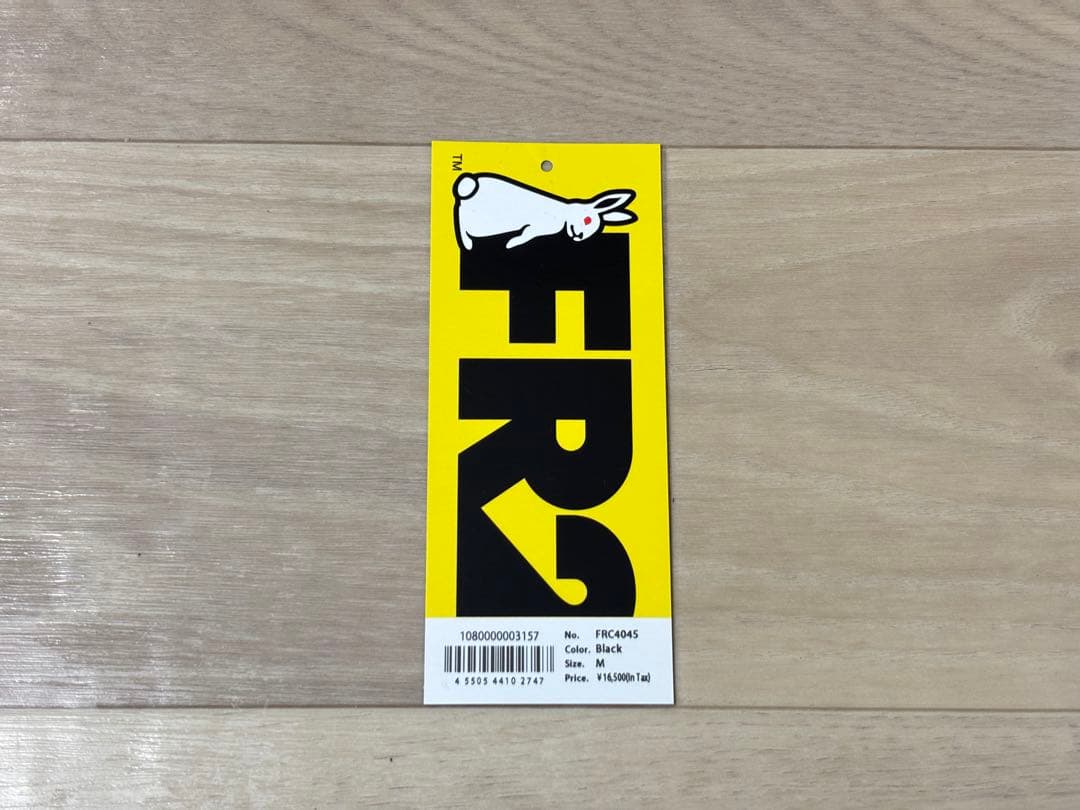 TM
FR2
1080000003157
4 5505 4410 2747
No. FRC4045
Color. Black
Size. M
Price. ¥16,500(In Tax)